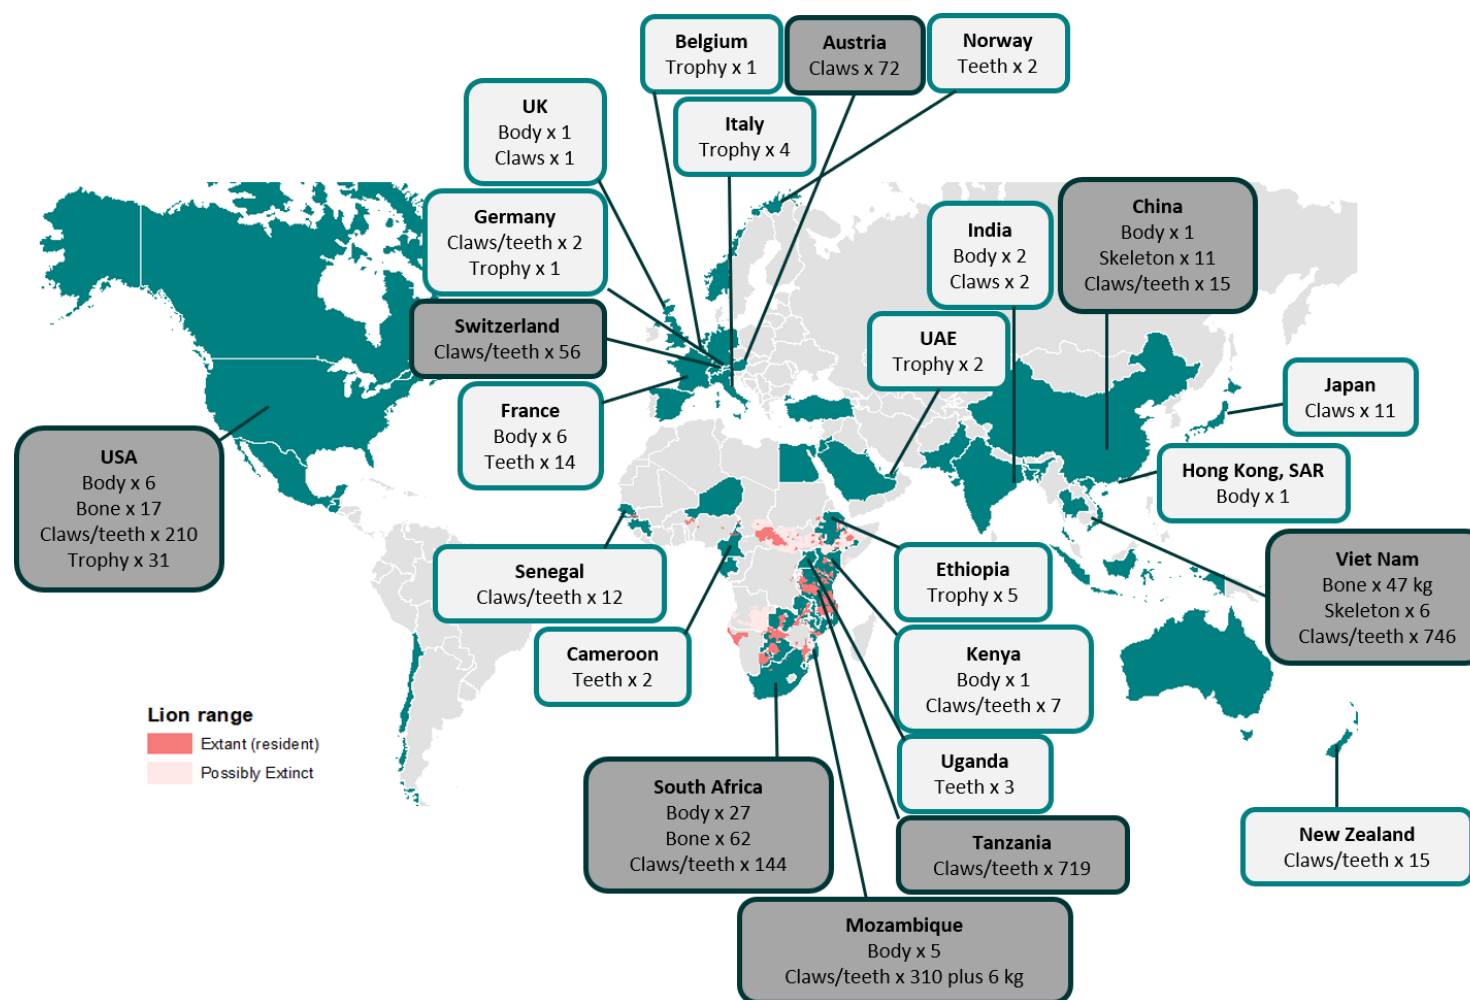 Belgium
Trophy x 1
Austria
Claws x 72
Norway
Teeth x 2
UK
Body x 1
Claws x 1
Italy
Trophy x 4
Germany
Claws/teeth x 2
Trophy x 1
India
Body x 2
Claws x 2
China
Body x 1
Skeleton x 11
Claws/teeth x 15
Switzerland
Claws/teeth x 56
UAE
Trophy x 2
France
Body x 6
Teeth x 14
Japan
Claws x 11
USA
Body x 6
Bone x 17
Claws/teeth x 210
Trophy x 31
Hong Kong, SAR
Body x 1
Senegal
Claws/teeth x 12
Ethiopia
Trophy x 5
Viet Nam
Bone x 47 kg
Skeleton x 6
Claws/teeth x 746
Cameroon
Teeth x 2
Kenya
Body x 1
Claws/teeth x 7
Lion range
Extant (resident)
Possibly Extinct
Uganda
Teeth x 3
South Africa
Body x 27
Bone x 62
Claws/teeth x 144
Tanzania
Claws/teeth x 719
New Zealand
Claws/teeth x 15
Mozambique
Body x 5
Claws/teeth x 310 plus 6 kg